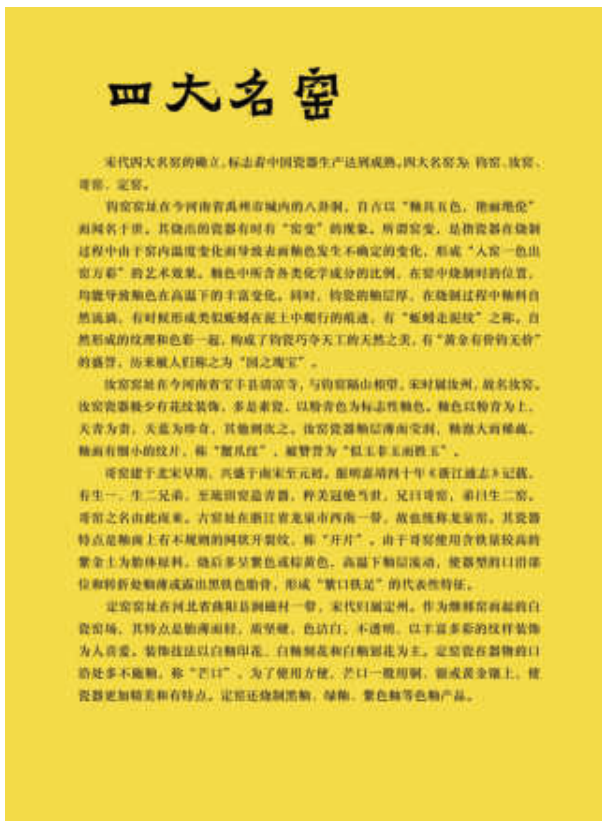 四大名窑
宋代四大名窑的确立,标志着中国瓷器生产达到成熟。四大名窑为: 钧窑、汝窑、
哥窑、定窑。
钧窑窑址在今河南省禹州市城内的八卦洞, 自古以“釉具五色, 艳丽绝伦”
而闻名于世。其烧出的瓷器有时有“窑变”的现象。所谓窑变, 是指瓷器在烧制
过程中由于窑内温度变化而导致表面釉色发生不确定的变化, 形成“入窑一色出
窑万彩”的艺术效果。釉色中所含各类化学成分的比例, 在窑中烧制时的位置,
均能导致釉色在高温下的丰富变化。同时, 钧瓷的釉层厚, 在烧制过程中釉料自
然流淌, 有时候形成类似蚯蚓在泥土中爬行的痕迹, 有“蚯蚓走泥纹”之称。自
然形成的纹理和色彩一起, 构成了钧瓷巧夺天工的天然之美, 有“黄金有价钧无价”
的盛誉, 历来被人们称之为“国之瑰宝”。
汝窑窑址在今河南省宝丰县清凉寺, 与钧窑隔山相望, 宋时属汝州, 故名汝窑。
汝窑瓷器极少有花纹装饰, 多是素瓷, 以粉青色为标志性釉色。釉色以粉青为上,
天青为贵, 天蓝为珍奇, 其他则次之。汝窑瓷器釉层薄而莹润, 釉泡大而稀疏,
釉面有细小的纹片, 称“蟹爪纹”, 被赞誉为“似玉非玉而胜玉”。
哥窑建于北宋早期, 兴盛于南宋至元初。据明嘉靖四十年《浙江通志》记载,
有生一、生二兄弟, 至琉田窑造青器, 粹美冠绝当世, 兄曰哥窑, 弟曰生二窑。
哥窑之名由此而来。古窑址在浙江省龙泉市西南一带, 故也统称龙泉窑。其瓷器
特点是釉面上有不规则的网状开裂纹, 称“开片”。由于哥窑使用含铁量较高的
紫金土为胎体原料, 烧后多呈紫色或棕黄色。高温下釉层流动, 使器型的口沿部
位和转折处釉薄或露出黑铁色胎骨, 形成“紫口铁足”的代表性特征。
定窑窑址在河北省曲阳县涧磁村一带, 宋代归属定州。作为继邢窑而起的白
瓷窑场, 其特点是胎薄而轻, 质坚硬, 色洁白, 不透明, 以丰富多彩的纹样装饰
为人喜爱。装饰技法以白釉印花、白釉刻花和白釉划花为主。定窑瓷在器物的口
沿处多不施釉, 称“芒口”。为了使用方便, 芒口一般用铜、银或黄金镶上, 使
瓷器更加精美和有特点。定窑还烧制黑釉、绿釉、紫色釉等色釉产品。